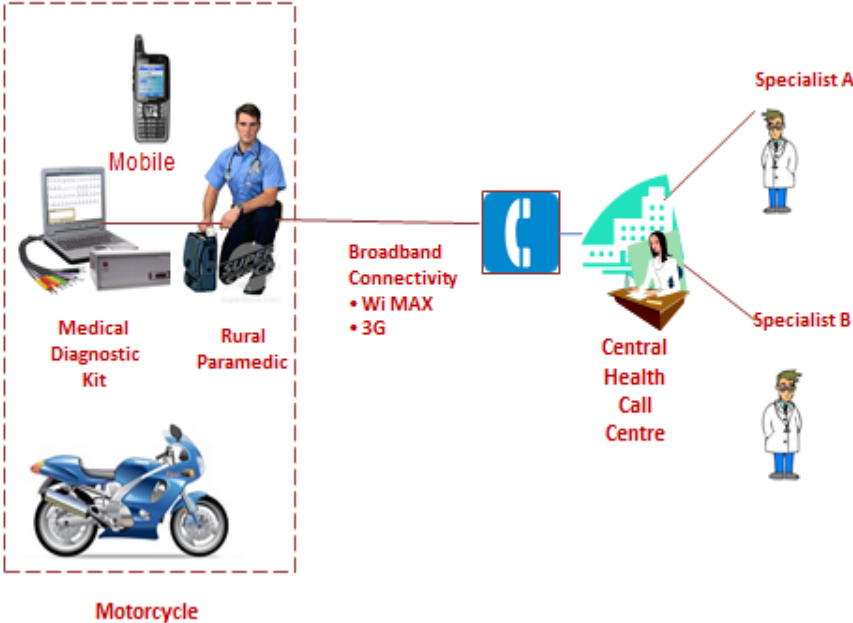 Mobile
Medical
Diagnostic
Kit
Rural
Paramedic
Motorcycle
Broadband
Connectivity
• Wi MAX
• 3G
Central
Health
Call
Centre
Specialist A
Specialist B